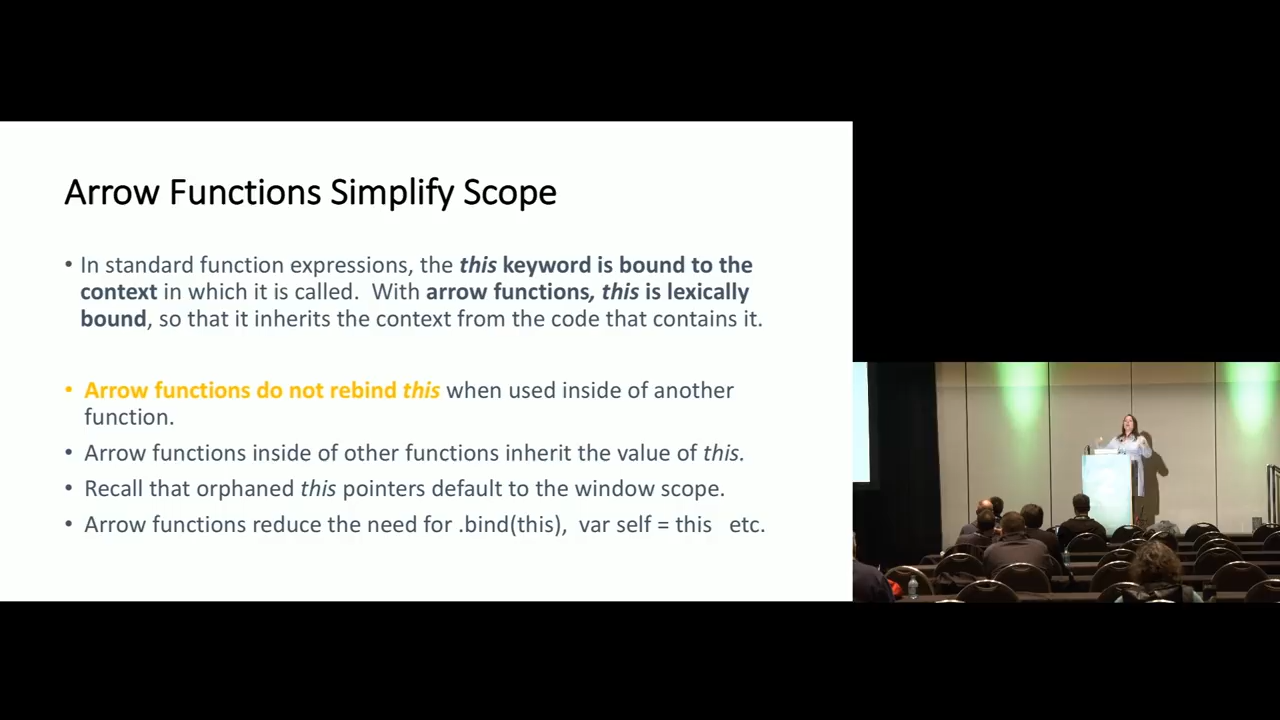 Arrow Functions Simplify Scope
• In standard function expressions, the this keyword is bound to the
context in which it is called.  With arrow functions, this is lexically
bound, so that it inherits the context from the code that contains it.
• Arrow functions do not rebind this when used inside of another
function.
• Arrow functions inside of other functions inherit the value of this.
• Recall that orphaned this pointers default to the window scope.
• Arrow functions reduce the need for .bind(this),  var self = this   etc.